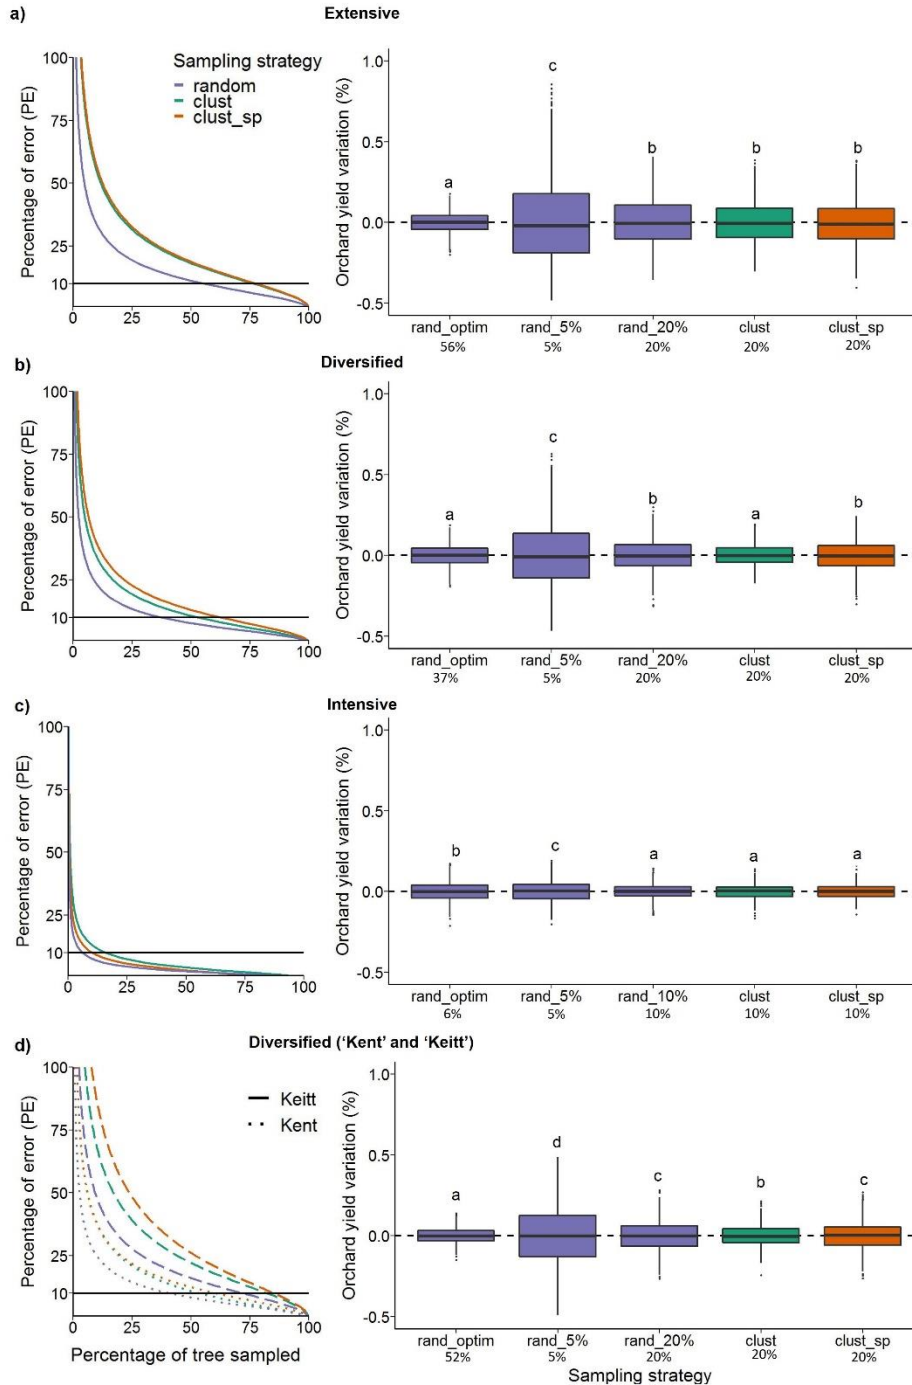 a) Extensive
Percentage of error (PE)
100
75
50
25
10
0 25 50 75 100
Sampling strategy
random
clust
clust_sp
Orchard yield variation (%)
1.0
0.5
0.0
-0.5
a c b b b
rand_optim rand_5% rand_20% clust clust_sp
56% 5% 20% 20% 20%
b) Diversified
Percentage of error (PE)
100
75
50
25
10
0 25 50 75 100
Orchard yield variation (%)
1.0
0.5
0.0
-0.5
a c b a b
rand_optim rand_5% rand_20% clust clust_sp
37% 5% 20% 20% 20%
c) Intensive
Percentage of error (PE)
100
75
50
25
10
0 25 50 75 100
Orchard yield variation (%)
1.0
0.5
0.0
-0.5
b c a a a
rand_optim rand_5% rand_10% clust clust_sp
6% 5% 10% 10% 10%
d) Diversified (‘Kent’ and ‘Keitt’)
Percentage of error (PE)
100
75
50
25
10
0 25 50 75 100
Percentage of tree sampled
Keitt
Kent
Orchard yield variation (%)
1.0
0.5
0.0
-0.5
a d c b c
rand_optim rand_5% rand_20% clust clust_sp
52% 5% 20% 20% 20%
Sampling strategy